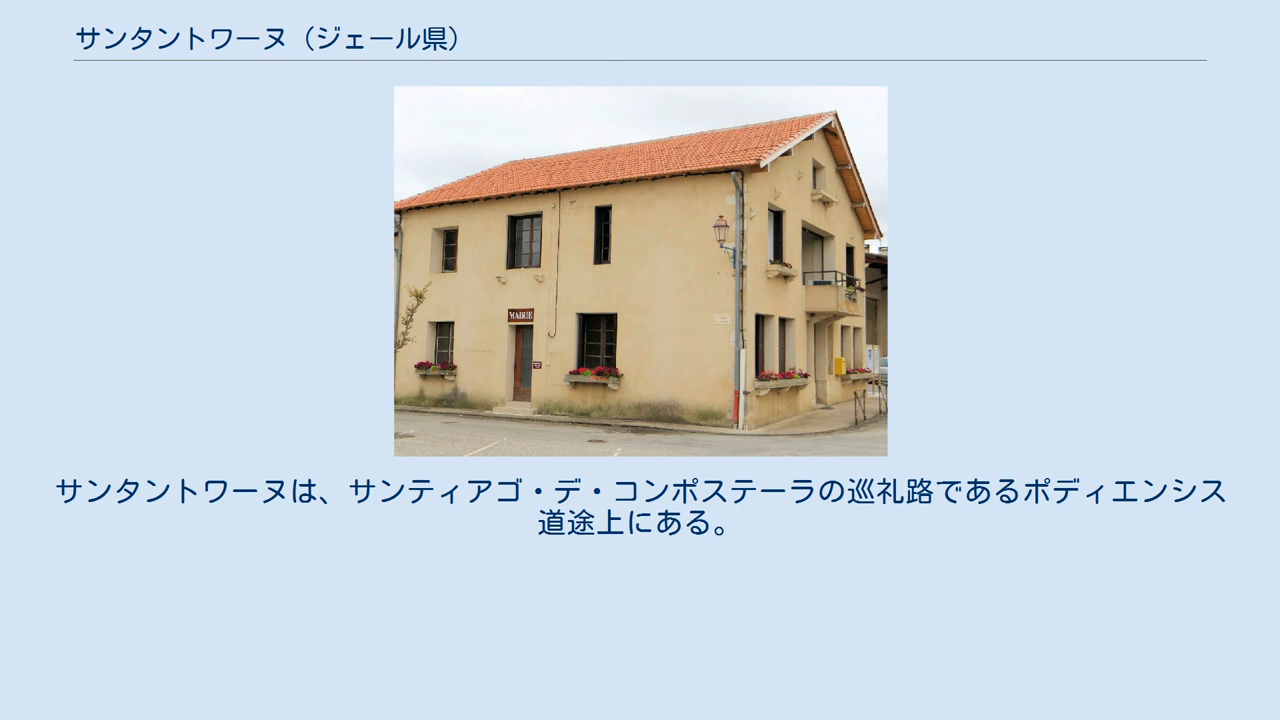 サンタントワーヌ（ジェール県）
MAIRIE
サンタントワーヌは、サンティアゴ・デ・コンポステーラの巡礼路であるポディエンシス
道途上にある。